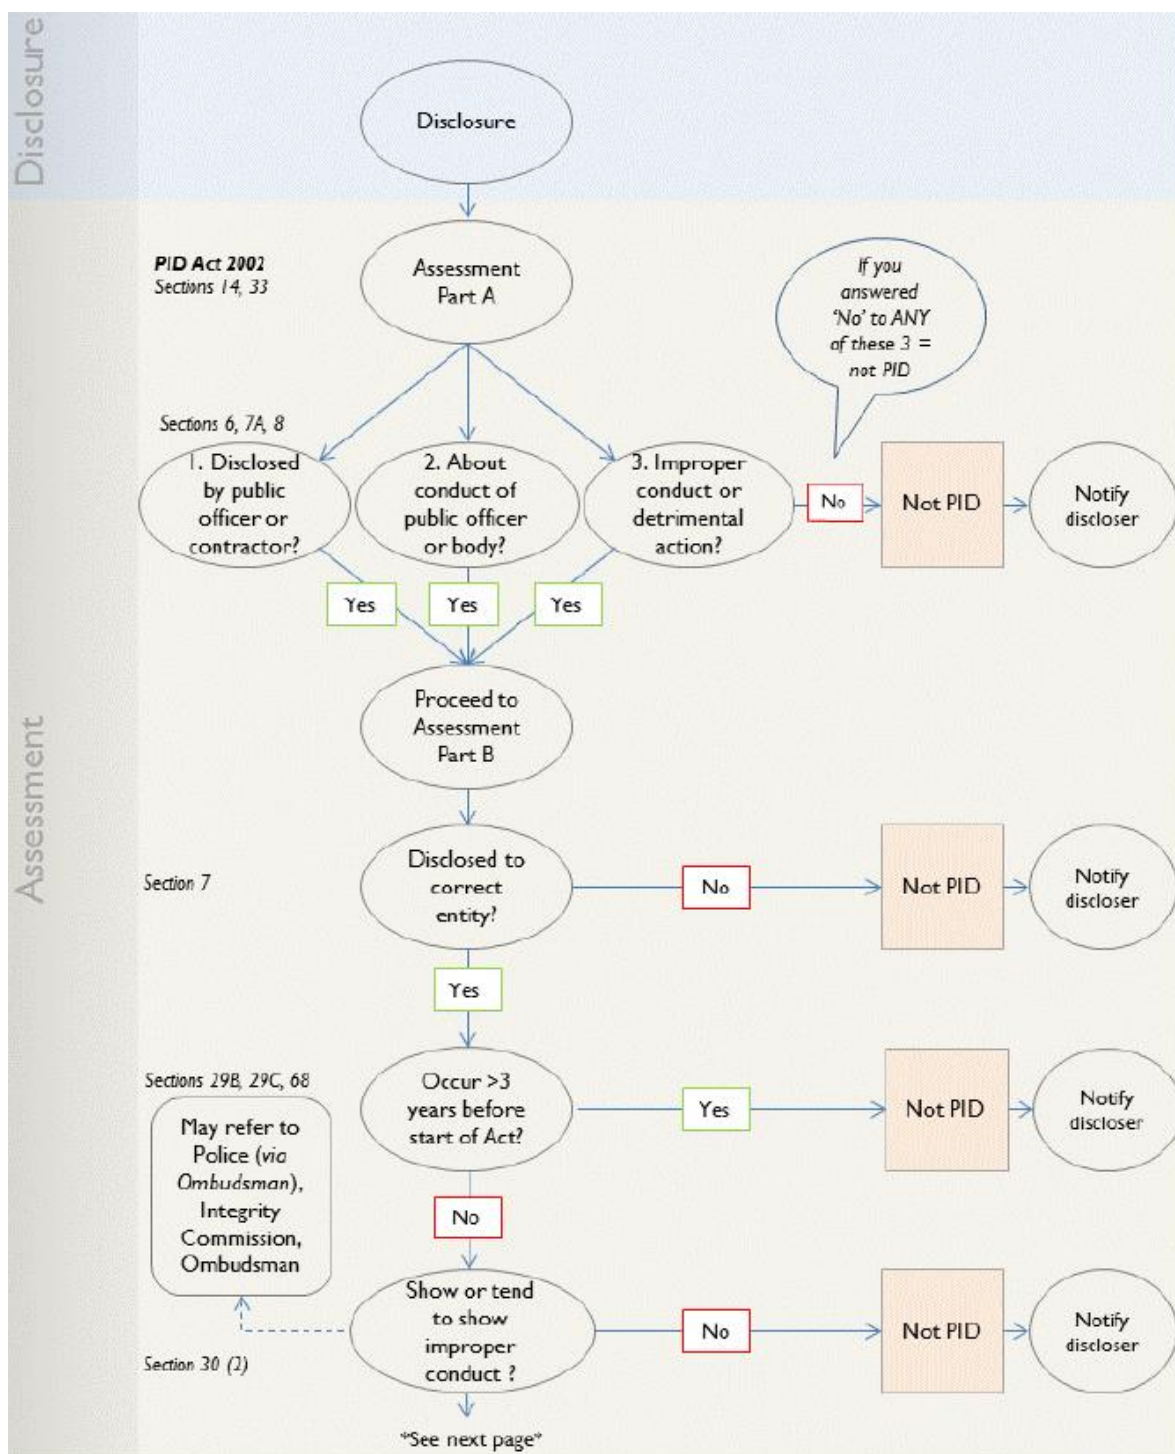 Disclosure
Disclosure
PID Act 2002
Sections 14, 33
Assessment
Part A
If you
answered
‘No’ to ANY
of these 3 =
not PID
Sections 6, 7A, 8
1. Disclosed
by public
officer or
contractor?
2. About
conduct of
public officer
or body?
3. Improper
conduct or
detrimental
action?
No
Not PID
Notify
discloser
Yes
Yes
Yes
Proceed to
Assessment
Part B
Assessment
Section 7
Disclosed to
correct
entity?
No
Not PID
Notify
discloser
Yes
Sections 29B, 29C, 68
Occur >3
years before
start of Act?
Yes
Not PID
Notify
discloser
May refer to
Police (via
Ombudsman),
Integrity
Commission,
Ombudsman
No
Show or tend
to show
improper
conduct ?
No
Not PID
Notify
discloser
Section 30 (2)
*See next page*